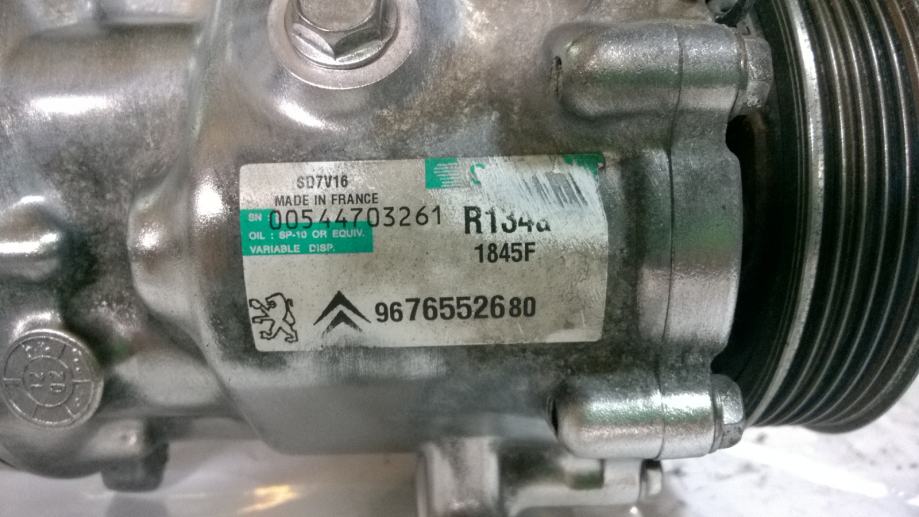 SD7V16
MADE IN FRANCE
SN 00544703261
R134a
OIL : SP-10 OR EQUIV.
VARIABLE DISP.
1845F
9676552680